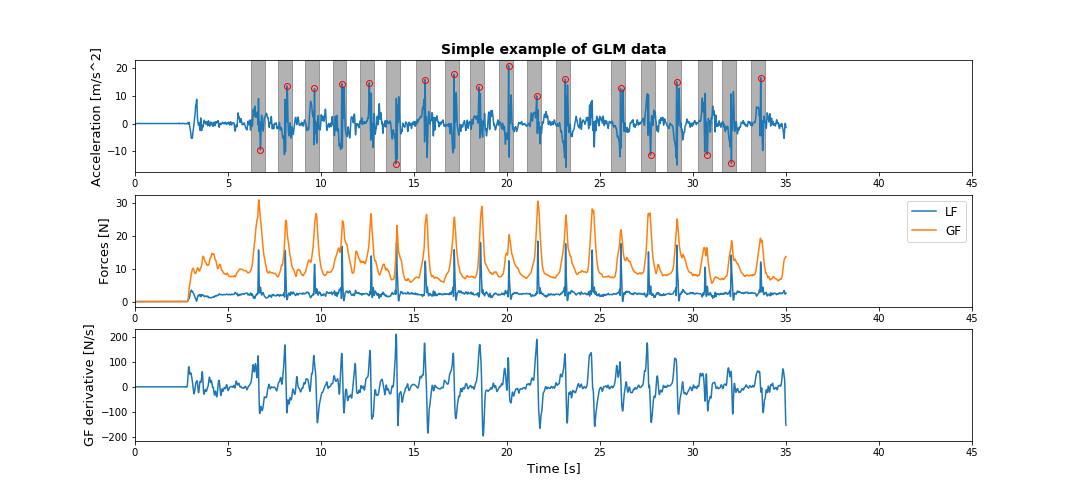 Simple example of GLM data
Acceleration [m/s^2]
20
10
0
−10
0 5 10 15 20 25 30 35 40 45
Forces [N]
30
20
10
0
LF
GF
0 5 10 15 20 25 30 35 40 45
GF derivative [N/s]
200
100
0
−100
−200
0 5 10 15 20 25 30 35 40 45
Time [s]